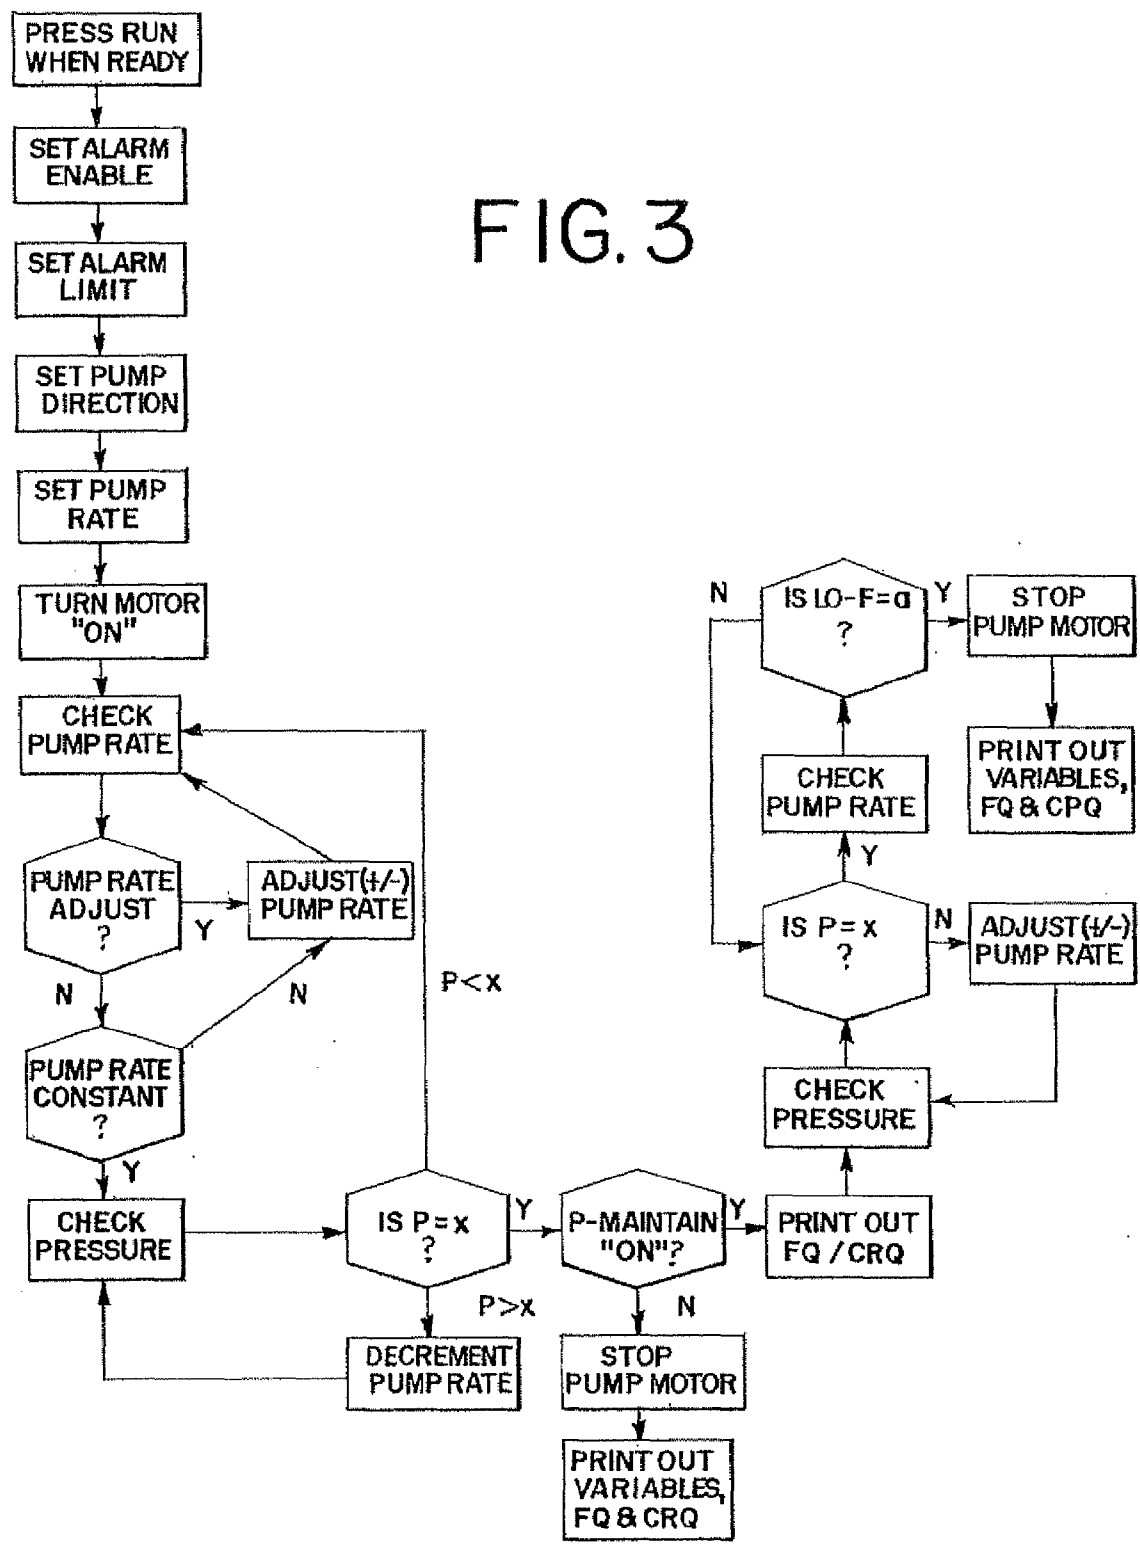 PRESS RUN
WHEN READY
SET ALARM
ENABLE
SET ALARM
LIMIT
SET PUMP
DIRECTION
SET PUMP
RATE
TURN MOTOR
"ON"
CHECK
PUMP RATE
PUMP RATE
ADJUST
?
Y
ADJUST(+/-)
PUMP RATE
N
N
PUMP RATE
CONSTANT
?
Y
CHECK
PRESSURE
P<x
IS P=x
?
Y
P>x
DECREMENT
PUMP RATE
P-MAINTAIN
"ON"?
Y
N
STOP
PUMP MOTOR
PRINT OUT
VARIABLES,
FQ & CRQ
PRINT OUT
FQ / CRQ
CHECK
PRESSURE
IS P=x
?
N
ADJUST(+/-)
PUMP RATE
Y
CHECK
PUMP RATE
IS LO-F=a
?
N
Y
STOP
PUMP MOTOR
PRINT OUT
VARIABLES,
FQ & CPQ
FIG. 3